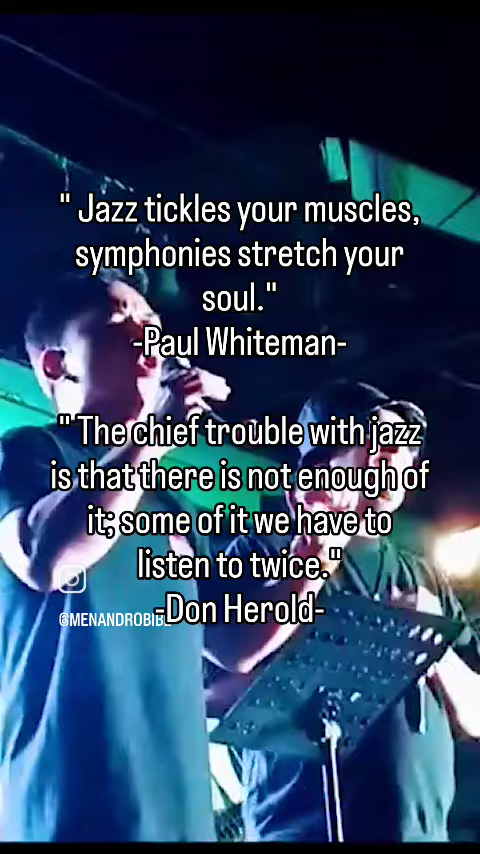 " Jazz tickles your muscles,
symphonies stretch your
soul."
-Paul Whiteman-
" The chief trouble with jazz
is that there is not enough of
it; some of it we have to
listen to twice."
-Don Herold-